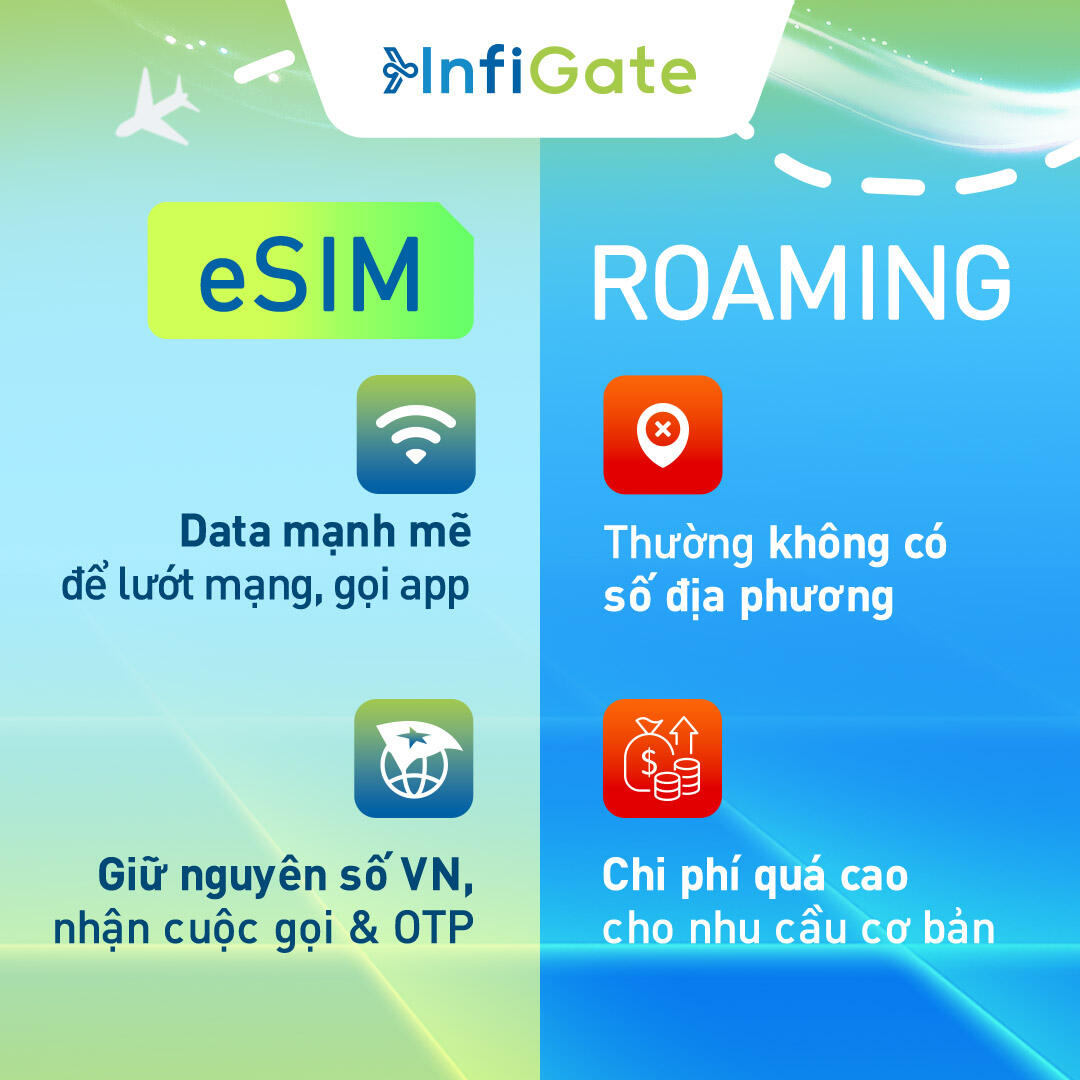 InfiGate
eSIM
Data mạnh mẽ
để lướt mạng, gọi app
Giữ nguyên số VN,
nhận cuộc gọi & OTP
ROAMING
Thường không có
số địa phương
$
Chi phí quá cao
cho nhu cầu cơ bản